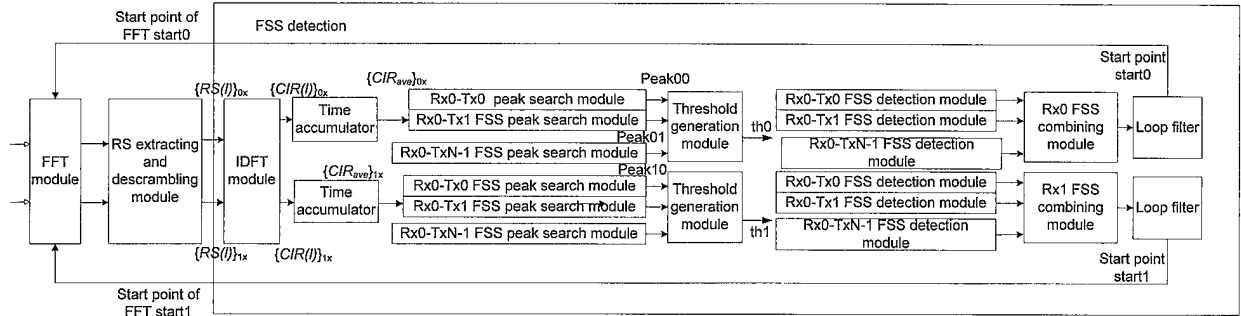 Start point of
FFT start0
FSS detection
Start point
start0
{RS(l)}0x
{CIR(l)}0x
{CIRave}0x
Peak00
FFT
module
RS extracting and
descrambling
module
IDFT
module
Time
accumulator
Rx0-Tx0 peak search module
Rx0-Tx1 FSS peak search module
Peak01
Rx0-TxN-1 FSS peak search module
Threshold
generation
module
th0
Rx0-Tx0 FSS detection module
Rx0-Tx1 FSS detection module
Rx0-TxN-1 FSS detection
module
Rx0 FSS
combining
module
Loop filter
{CIRave}1x
Time
accumulator
Peak10
Rx0-Tx0 FSS peak search module
Rx0-Tx1 FSS peak search module
Rx0-TxN-1 FSS peak search module
Threshold
generation
module
th1
Rx0-Tx0 FSS detection module
Rx0-Tx1 FSS detection module
Rx0-TxN-1 FSS detection
module
Rx1 FSS
combining
module
Loop filter
{RS(l)}1x
{CIR(l)}1x
Start point
start1
Start point of
FFT start1